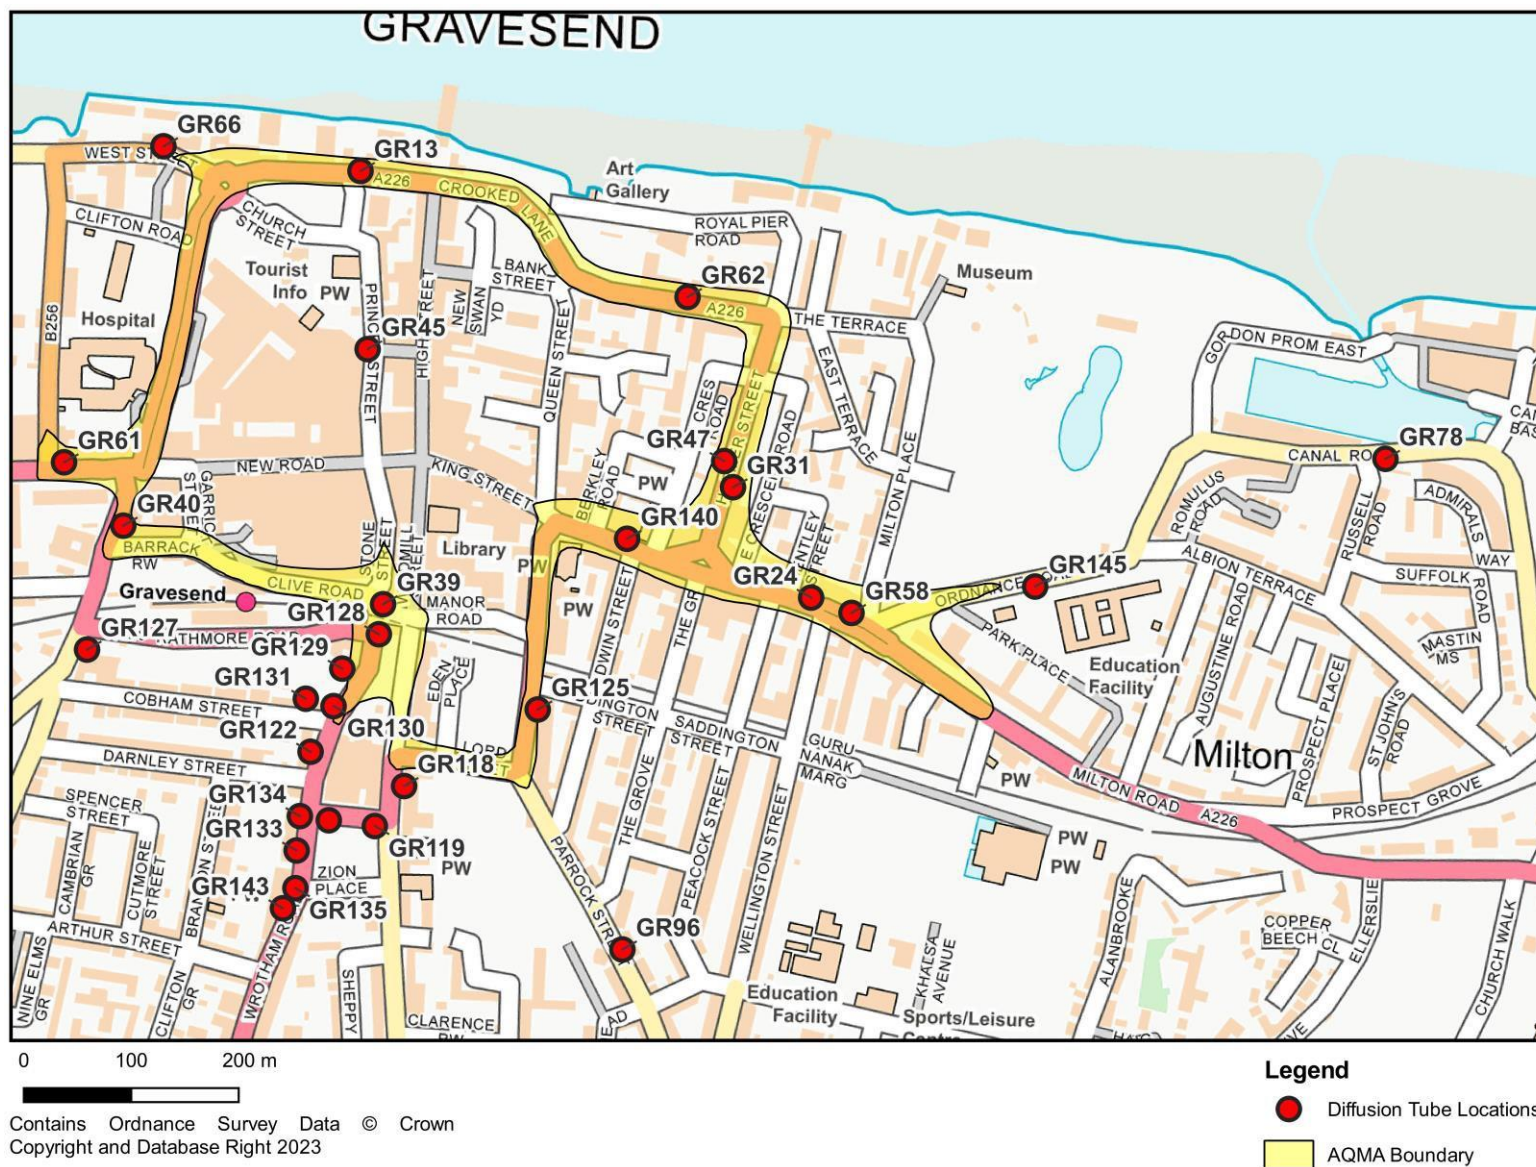 GRAVESEND
GR66
WEST
GR13
A226
CROOKED
LANE
Art
Gallery
CLIFTON ROAD
CHURCH
STREET
ROYAL PIER
ROAD
Tourist
Info
PW
BANK
STREET
NEW
SWAN
YD
GR62
A226
Museum
THE TERRACE
B256
Hospital
GR45
STREET
QUEEN STREET
EAST TERRACE
GORDON PROM EAST
CRES
ROAD
GR61
GR47
GR31
MILTON PLACE
CANAL
GR78
NEW ROAD
KING STREET
BERKLEY
ROAD
PW
ROMULUS
ROAD
RUSSELL
ROAD
ADMIRALS
WAY
GR40
BARRACK
RW
STONE
STREET
Library
GR140
PW
ALBION TERRACE
SUFFOLK
ROAD
CLIVE ROAD
Gravesend
GR39
GR128
MANOR
ROAD
PW
GR24
GR58
ORDNANCE
GR145
GR127
RATHMORE
GR129
PARK PLACE
Education
Facility
AUGUSTINE ROAD
MASTIN
MS
GR131
COBHAM STREET
GR130
EDEN
PLACE
GR125
STREET
SADDINGTON
STREET
THE GROVE
GURU
NANAK
MARG
PROSPECT PLACE
ST JOHN'S
ROAD
Milton
GR122
DARNLEY STREET
GR118
PW
MILTON ROAD
A226
PROSPECT GROVE
SPENCER
STREET
GR134
GR133
GR119
PW
PARROCK
PEACOCK STREET
WELLINGTON STREET
PW
PW
CAMBRIAN
GR
CUTMORE
STREET
ZION
PLACE
GR143
GR135
ARTHUR STREET
GR96
ALANBROOKE
COPPER
BEECH CL
CHURCH WALK
NINE ELMS
GR
CLIFTON
GR
SHEPPY
CLARENCE
Education
Facility
KHALSA
AVENUE
Sports/Leisure
Centre
0 100 200 m
Contains Ordnance Survey Data © Crown
Copyright and Database Right 2023
Legend
Diffusion Tube Locations
AQMA Boundary